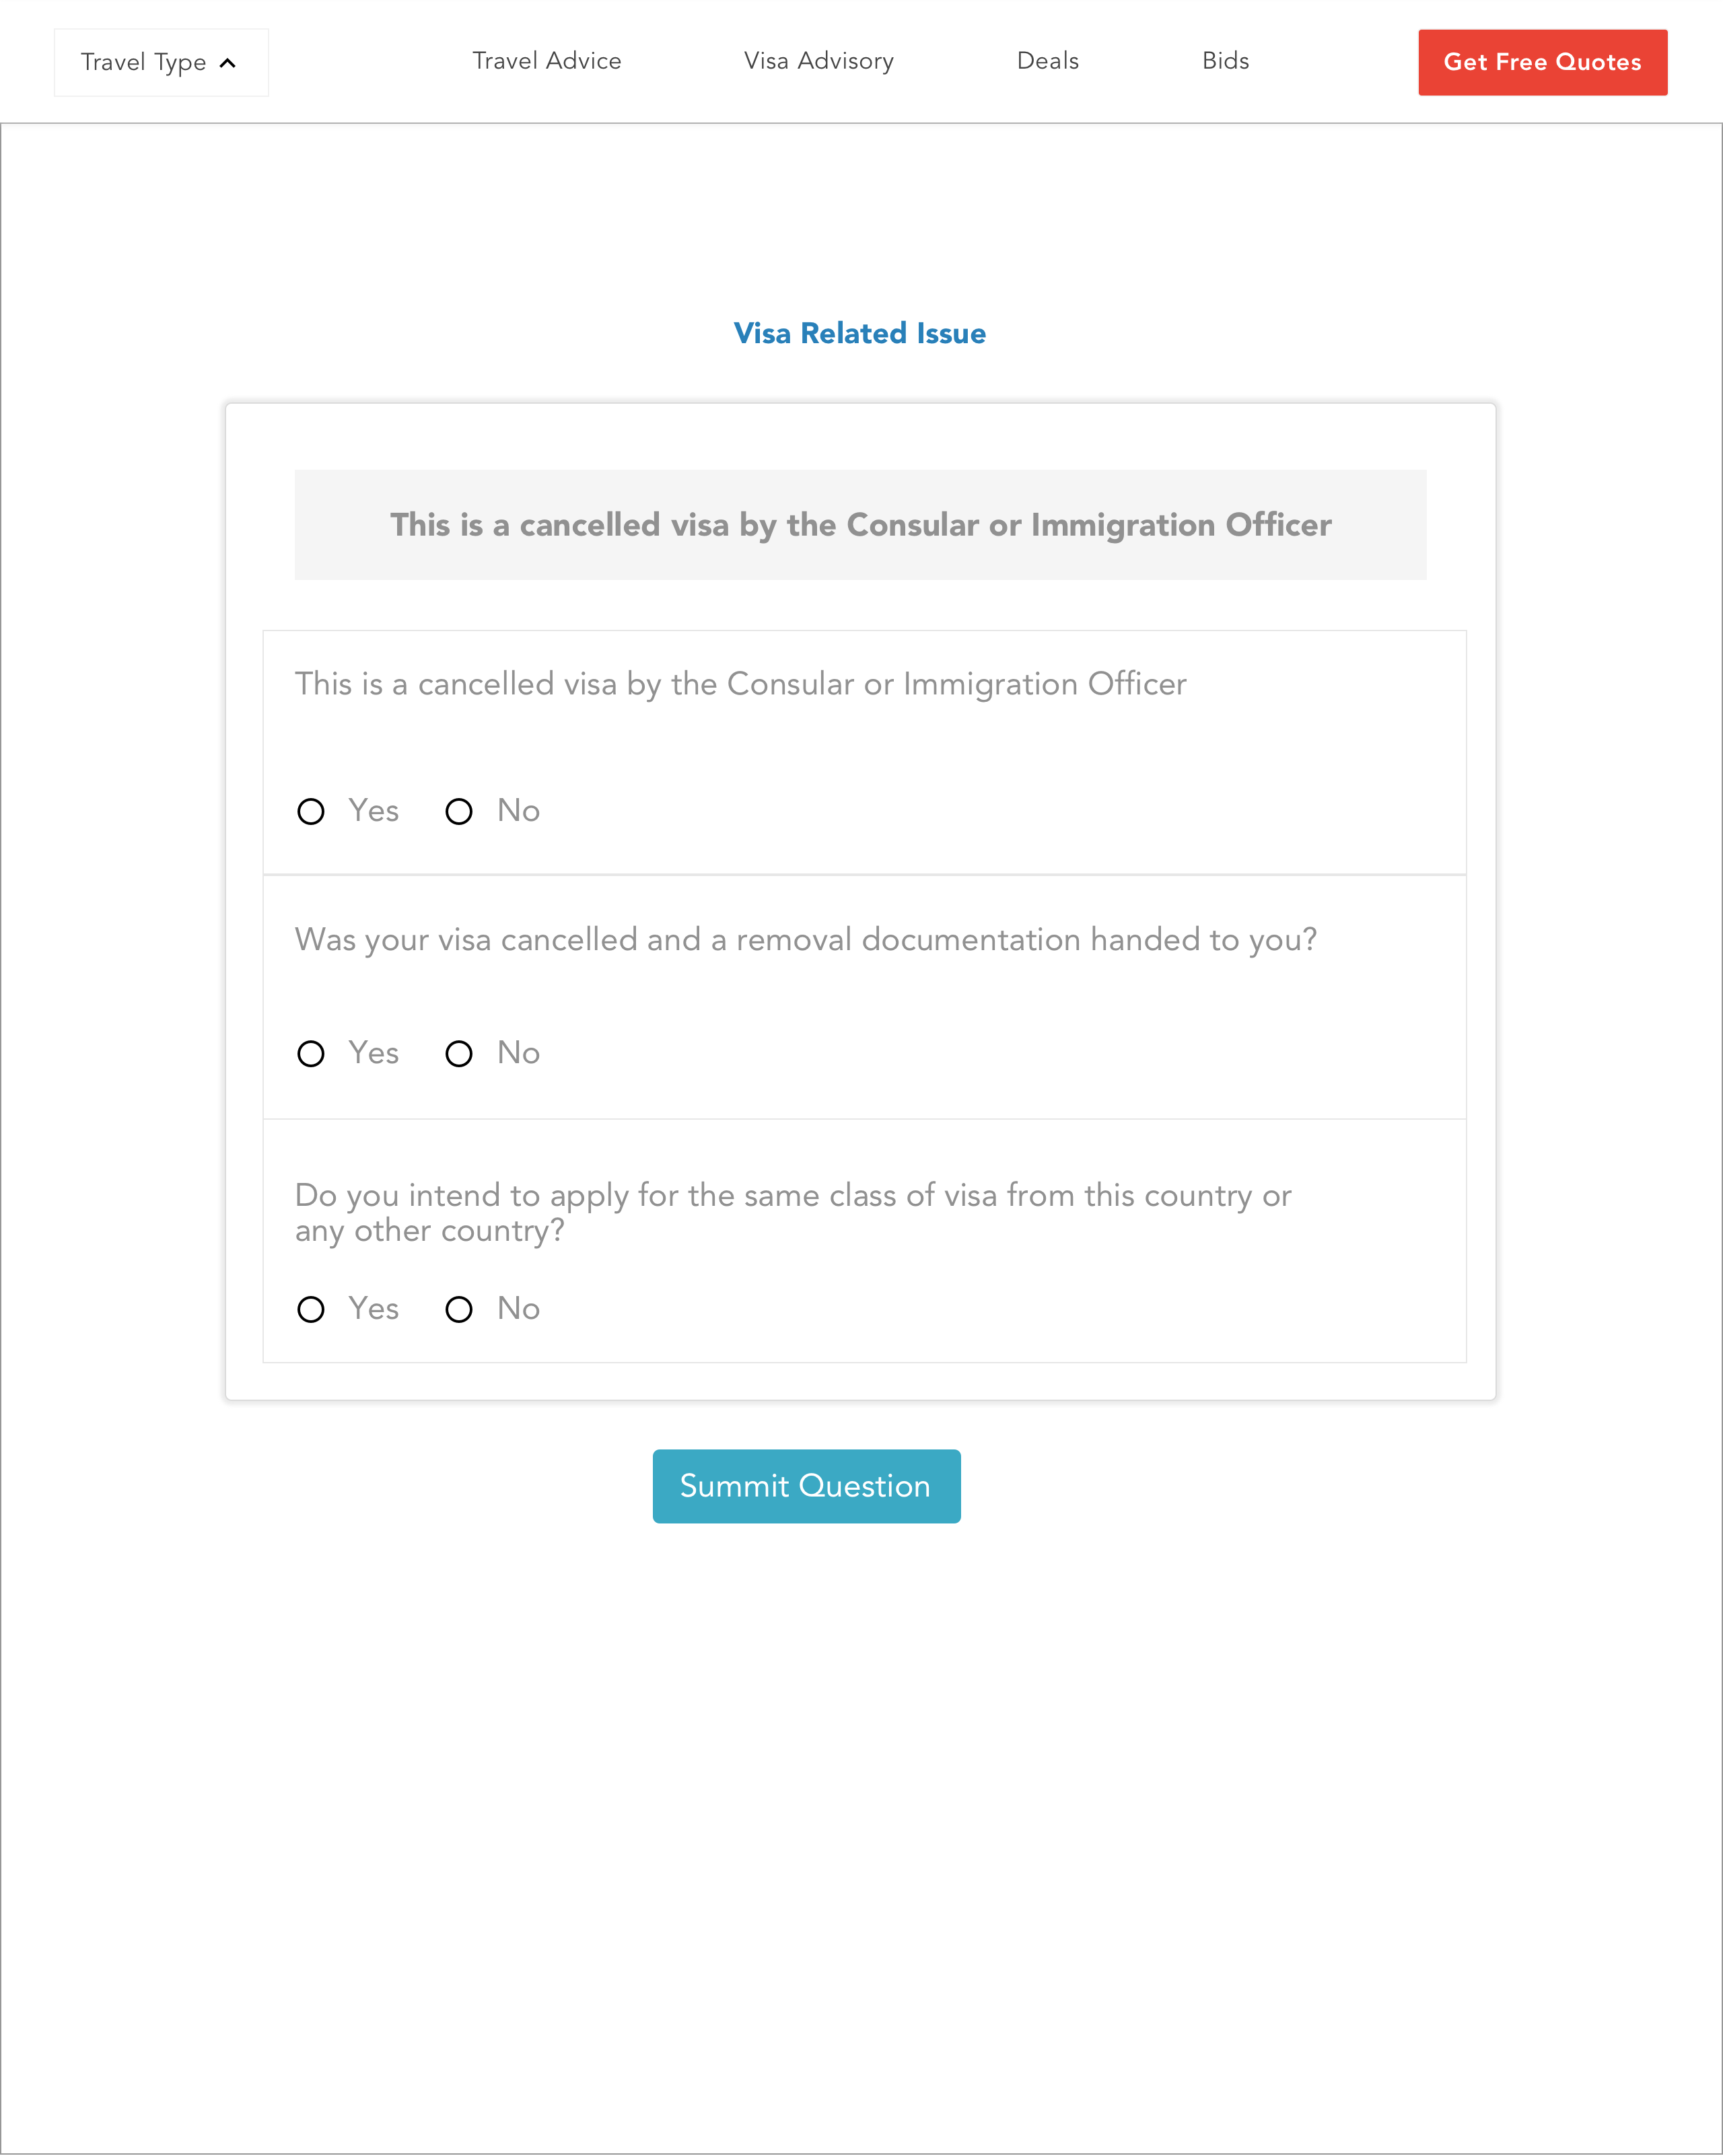 Travel Type
Travel Advice
Visa Advisory
Deals
Bids
Get Free Quotes
Visa Related Issue
This is a cancelled visa by the Consular or Immigration Officer
This is a cancelled visa by the Consular or Immigration Officer
Yes No
Was your visa cancelled and a removal documentation handed to you?
Yes No
Do you intend to apply for the same class of visa from this country or
any other country?
Yes No
Summit Question